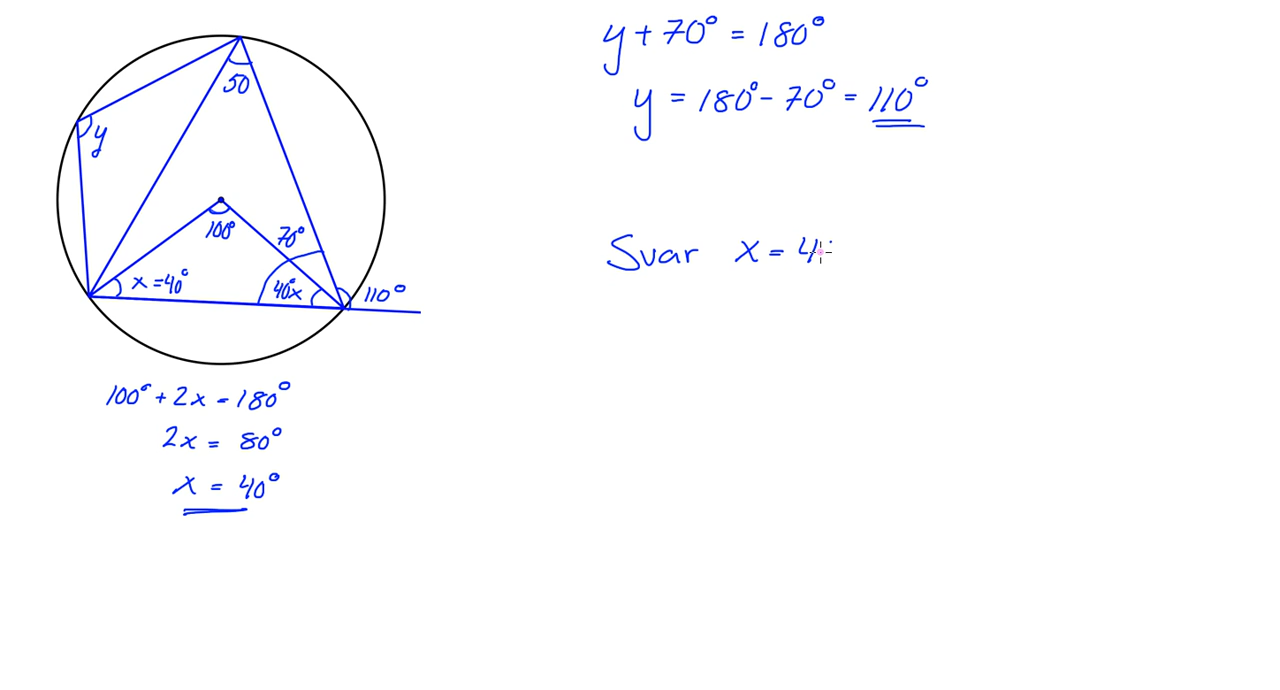 50
y
100°
70°
x = 40°
40°x
110°
100° + 2x = 180°
2x = 80°
x = 40°
y + 70° = 180°
y = 180° - 70° = 110°
Svar x = 4